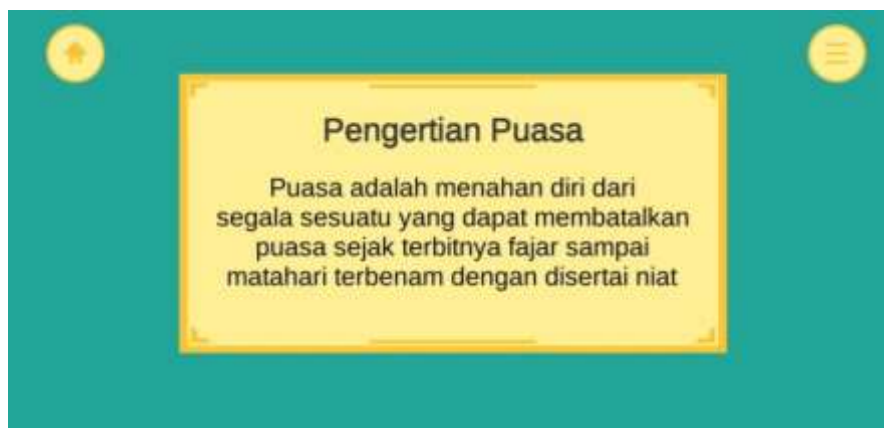 Pengertian Puasa
Puasa adalah menahan diri dari
segala sesuatu yang dapat membatalkan
puasa sejak terbitnya fajar sampai
matahari terbenam dengan disertai niat